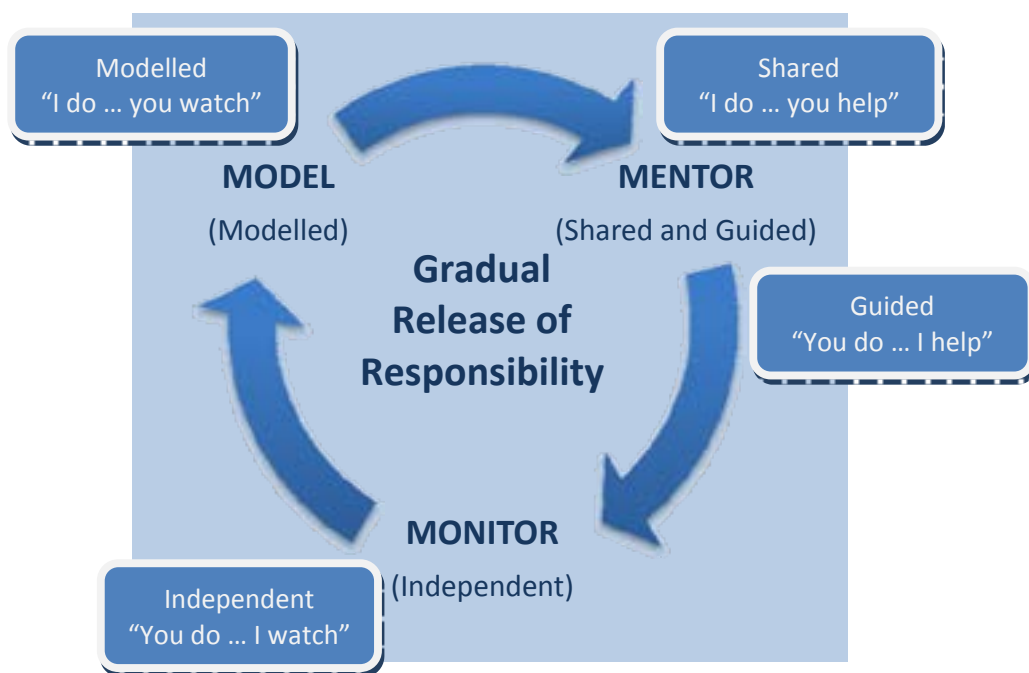 Modelled
“I do … you watch”
Shared
“I do … you help”
MODEL
(Modelled)
MENTOR
(Shared and Guided)
Gradual
Release of
Responsibility
Guided
“You do … I help”
MONITOR
(Independent)
Independent
“You do … I watch”